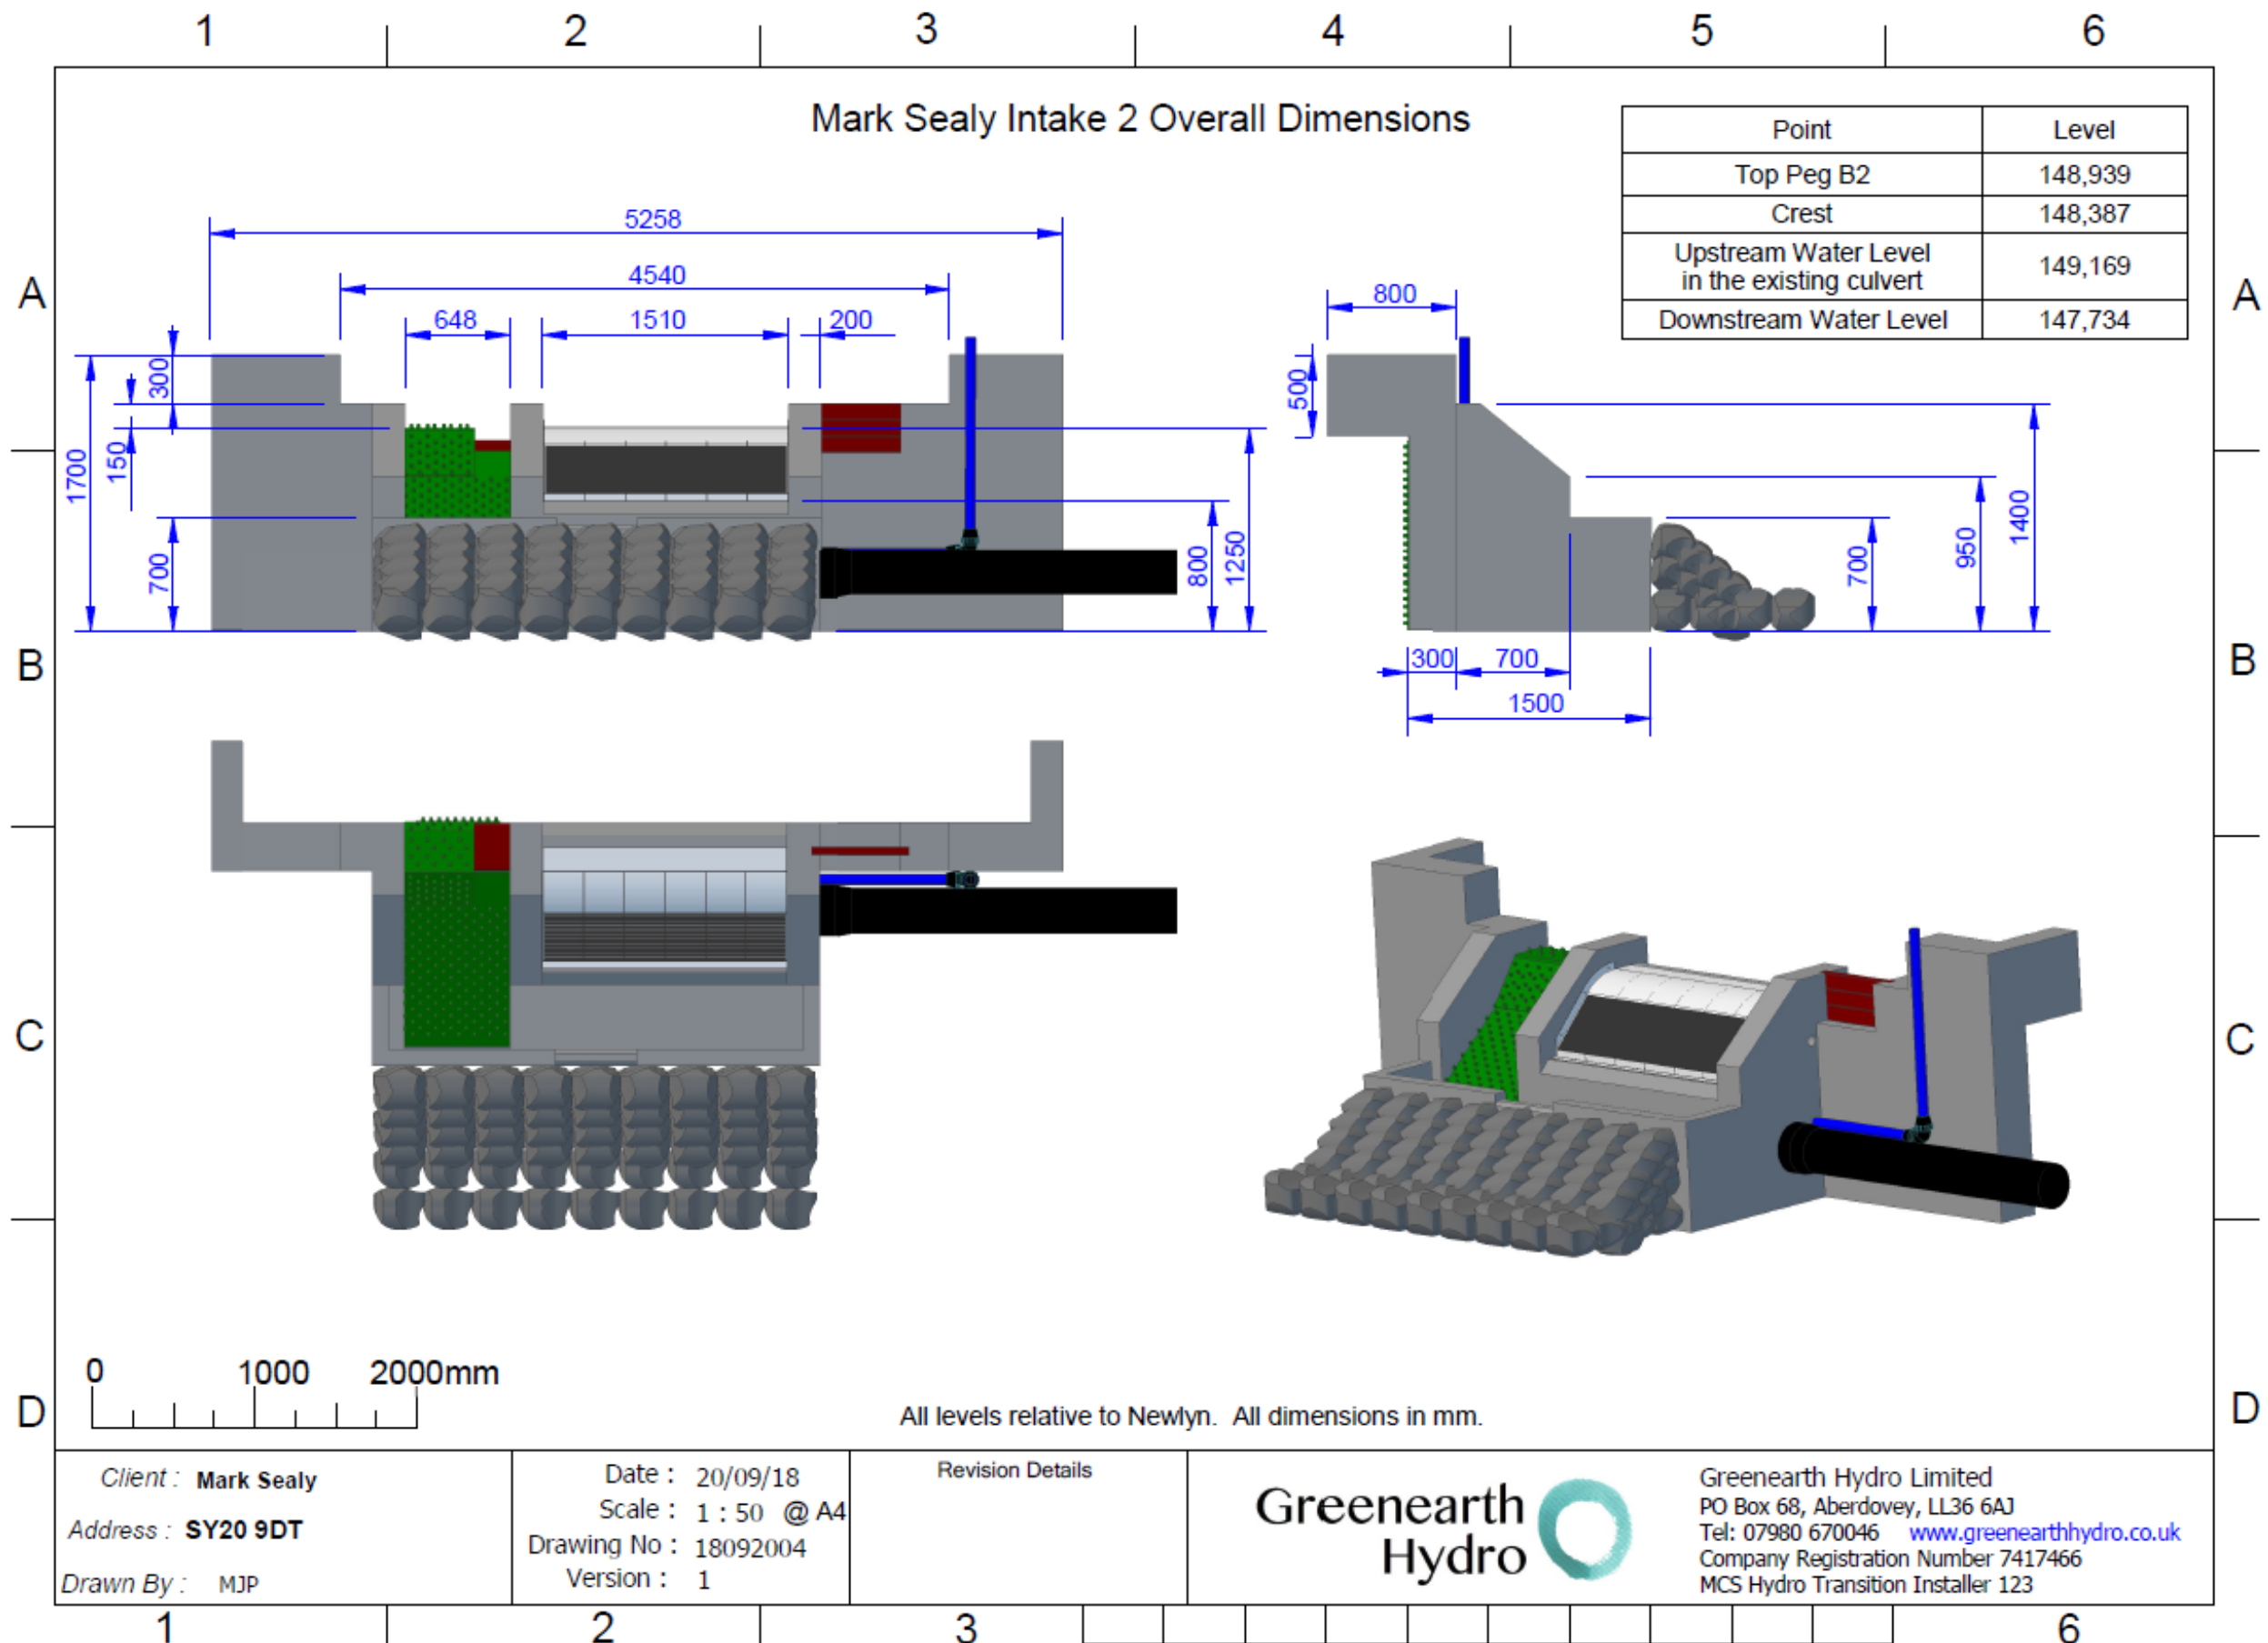 1 2 3 4 5 6
Mark Sealy Intake 2 Overall Dimensions
Point Level
Top Peg B2 148,939
Crest 148,387
Upstream Water Level
in the existing culvert 149,169
Downstream Water Level 147,734
A A
5258
4540
648 1510 200
300
150
1700
700
800
1250
800
500
1400
950
700
300 700
1500
B B
C C
0 1000 2000mm
D D
All levels relative to Newlyn. All dimensions in mm.
Client : Mark Sealy
Address : SY20 9DT
Drawn By : MJP
Date : 20/09/18
Scale : 1 : 50 @ A4
Drawing No : 18092004
Version : 1
Revision Details
Greenearth
Hydro
Greenearth Hydro Limited
PO Box 68, Aberdovey, LL36 6AJ
Tel: 07980 670046 www.greenearthhydro.co.uk
Company Registration Number 7417466
MCS Hydro Transition Installer 123
1 2 3 6